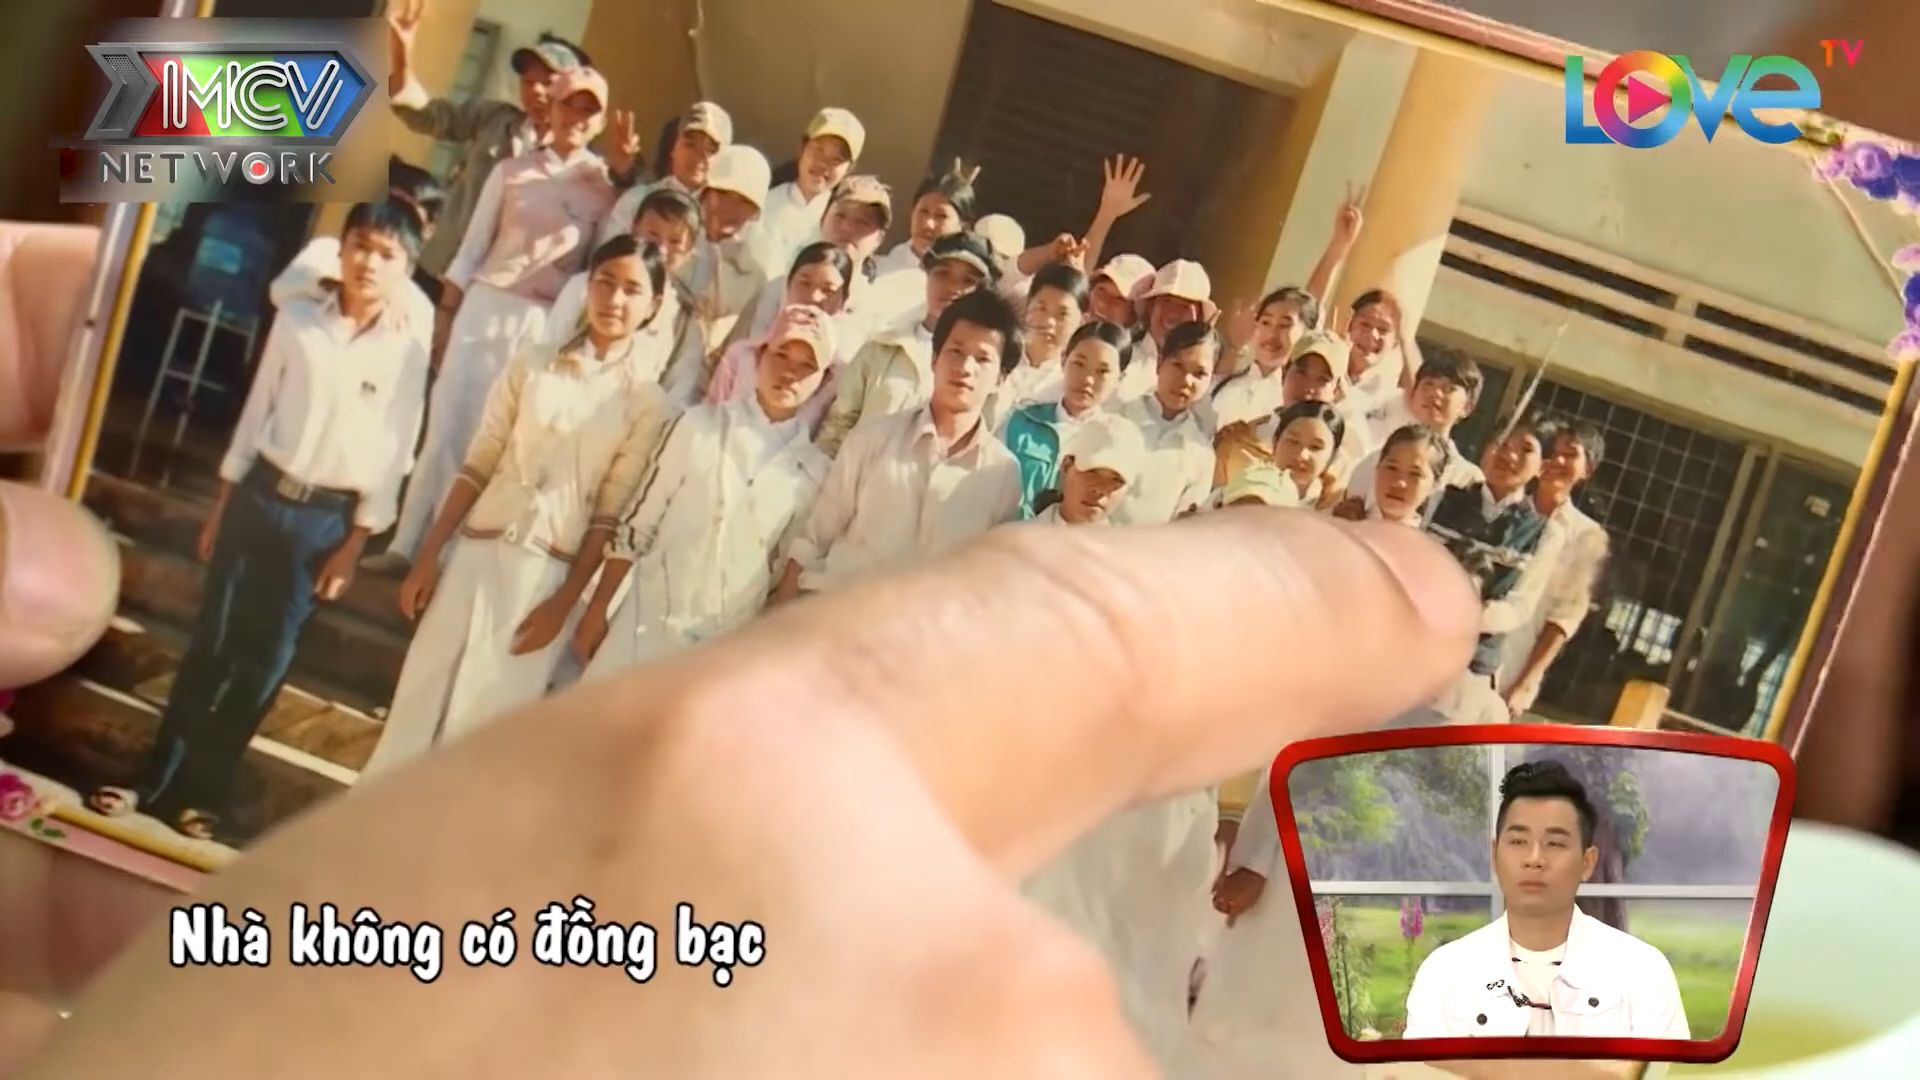 MCV
NETWORK
LOVE TV
Nhà không có đồng bạc